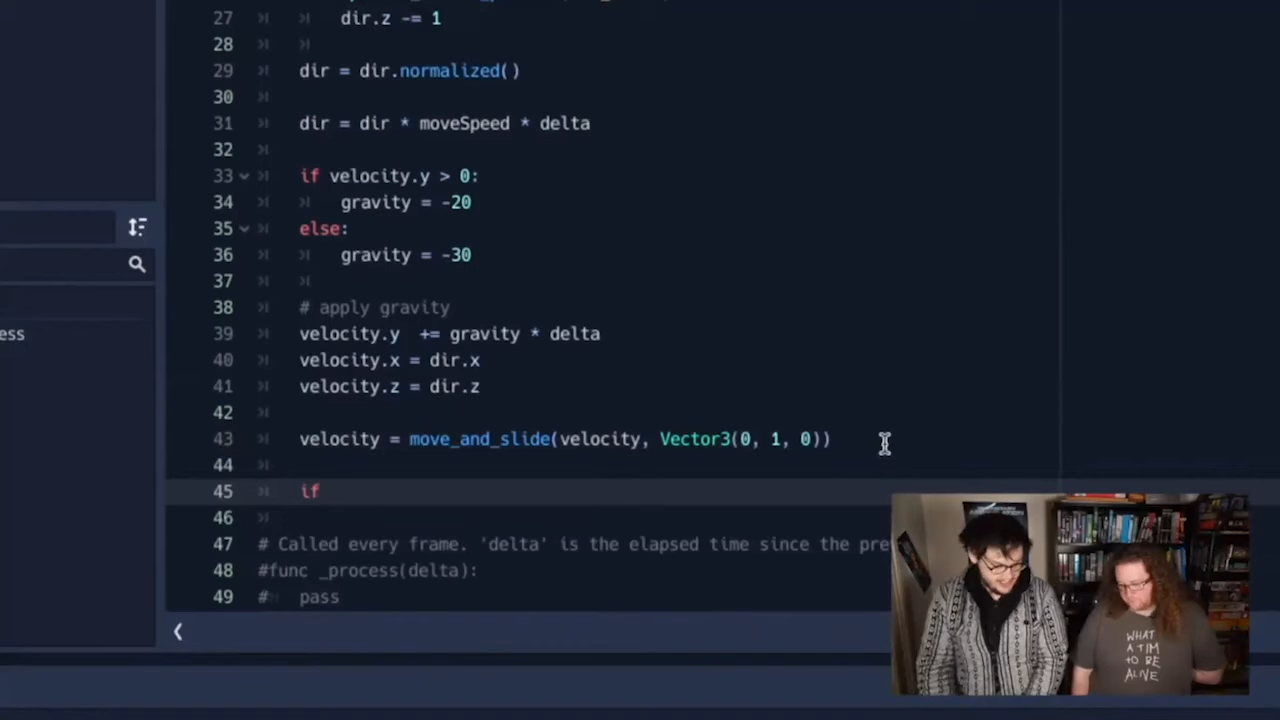 27 dir.z -= 1
28
29 dir = dir.normalized()
30
31 dir = dir * moveSpeed * delta
32
33 if velocity.y > 0:
34 gravity = -20
35 else:
36 gravity = -30
37
38 # apply gravity
39 velocity.y  += gravity * delta
40 velocity.x = dir.x
41 velocity.z = dir.z
42
43 velocity = move_and_slide(velocity, Vector3(0, 1, 0))
44
45 if
46
47 # Called every frame. 'delta' is the elapsed time since the pre
48 #func _process(delta):
49 # pass
ess
WHAT
A TIM
TO BE
ALIVE